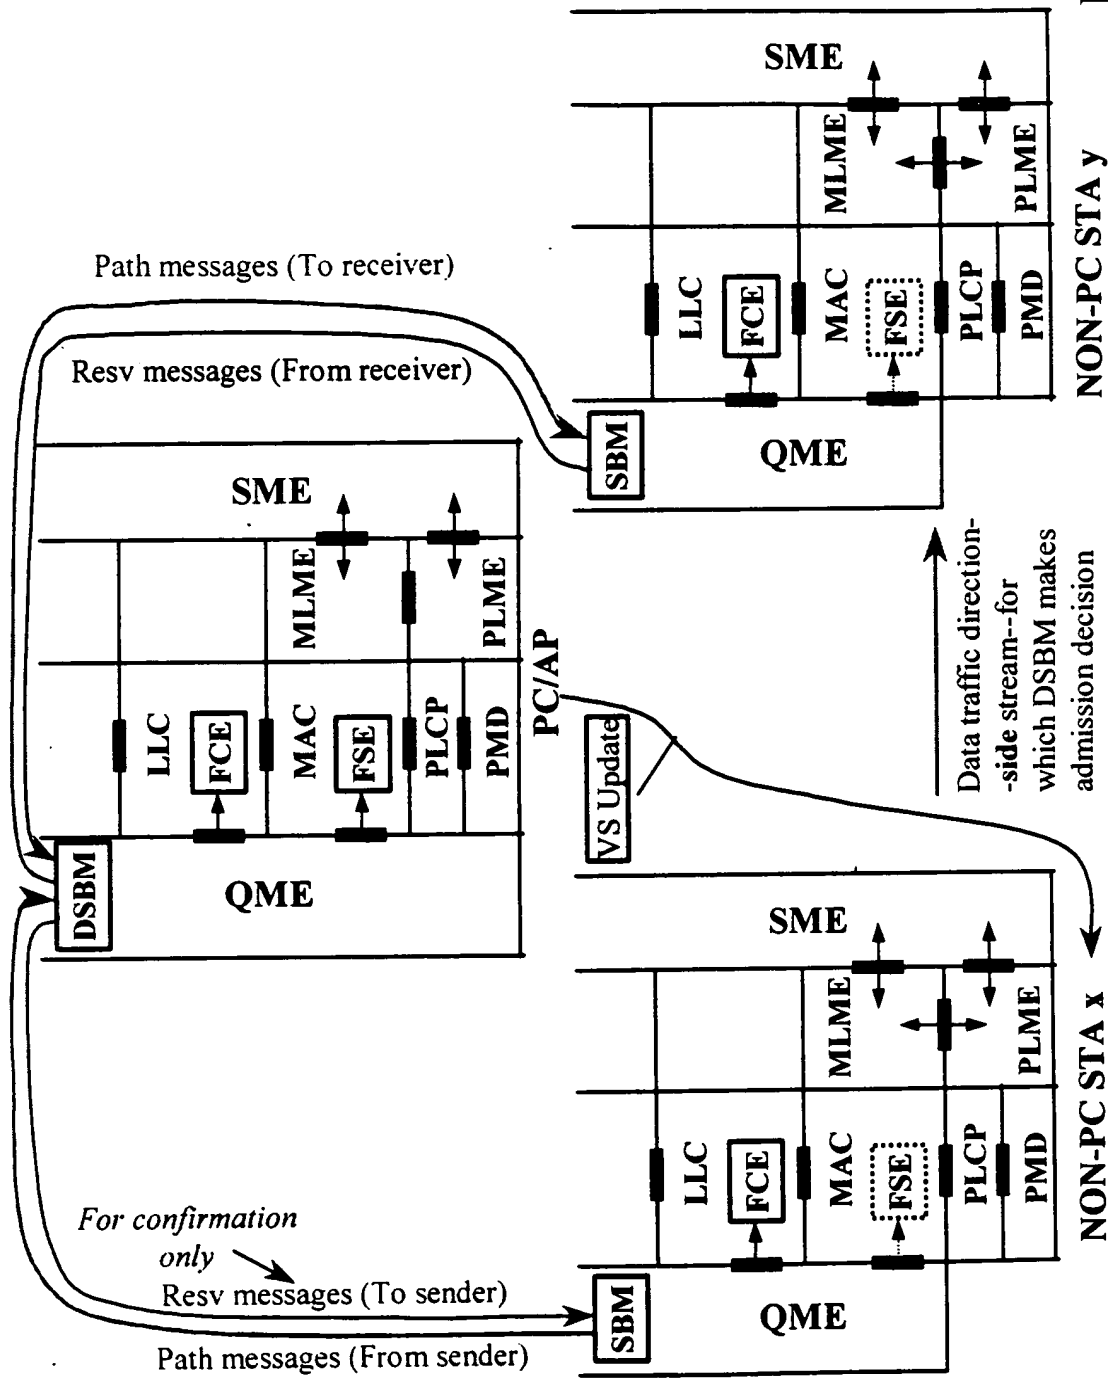 SME
MLME
PLME
LLC
FCE
MAC
FSE
PLCP
PMD
SBM
QME
NON-PC STA y
Path messages (To receiver)
Resv messages (From receiver)
SME
MLME
PLME
LLC
FCE
MAC
FSE
PLCP
PMD
DSBM
QME
PC/AP
VS Update
Data traffic direction-
-side stream--for
which DSBM makes
admission decision
SME
MLME
PLME
LLC
FCE
MAC
FSE
PLCP
PMD
SBM
QME
NON-PC STA x
For confirmation
only
Resv messages (To sender)
Path messages (From sender)